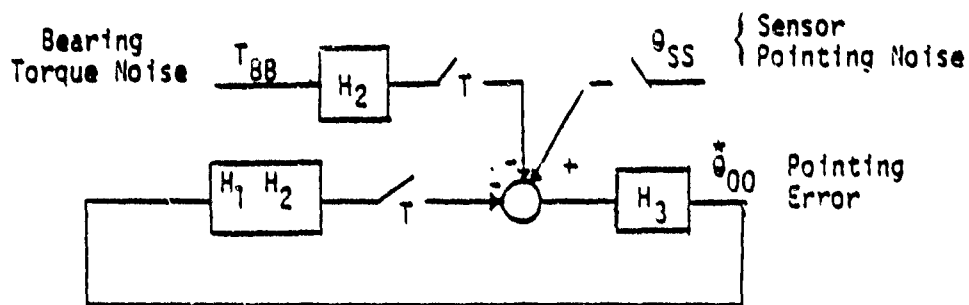 Bearing
Torque Noise
T_BB
H_2
T
θ_SS
{ Sensor
Pointing Noise
-
-
+
H_1 H_2
T
H_3
θ*_00
Pointing
Error